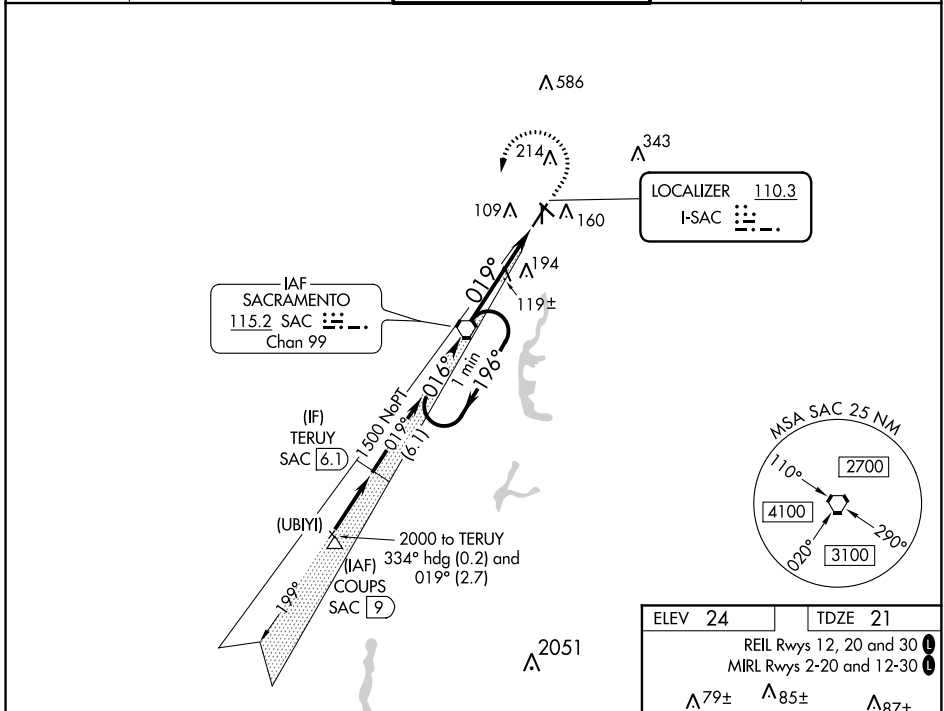 586
214
343
LOCALIZER 110.3
I-SAC
109
160
194
019°
119±
IAF
SACRAMENTO
115.2 SAC
Chan 99
016°
1 min
196°
1500 NoPT
019°
(6.1)
(IF)
TERUY
SAC 6.1
(UBIYI)
2000 to TERUY
334° hdg (0.2) and
019° (2.7)
(IAF)
COUPS
SAC 9
199°
MSA SAC 25 NM
110°
2700
4100
290°
020°
3100
2051
ELEV 24
TDZE 21
REIL Rwys 12, 20 and 30 L
MIRL Rwys 2-20 and 12-30 L
79±
85±
87±